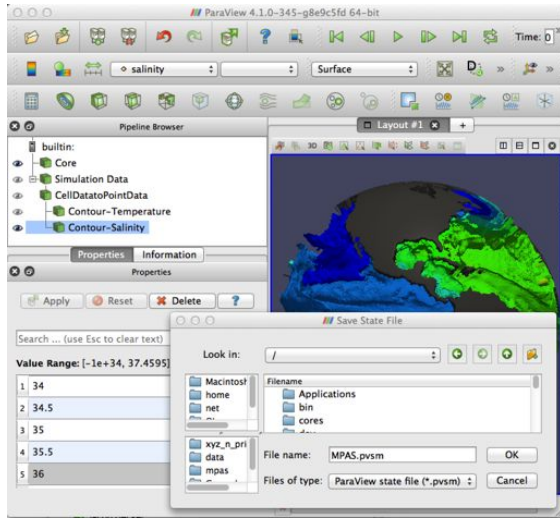 ParaView 4.1.0-345-g8e9c5fd 64-bit
Time: 0
salinity
Surface
Pipeline Browser
Layout #1
+
builtin:
3D
Core
Simulation Data
CellDatatoPointData
Contour-Temperature
Contour-Salinity
Properties
Information
Properties
Apply
Reset
Delete
?
Search ... (use Esc to clear text)
Value Range: [-1e+34, 37.4595]
1 34
2 34.5
3 35
4 35.5
5 36
Save State File
Look in:
/
Macintosh
home
net
Filename
Applications
bin
cores
xyz_n_pri
data
mpas
File name:
MPAS.pvsm
OK
Files of type:
ParaView state file (*.pvsm)
Cancel